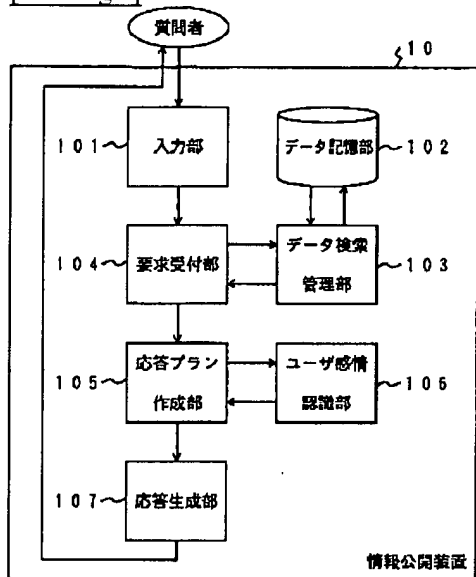 質問者
10
101 入力部 データ記憶部 102
104 要求受付部 データ検索
管理部 103
105 応答プラン
作成部 ユーザ感情
認識部 106
107 応答生成部
情報公開装置